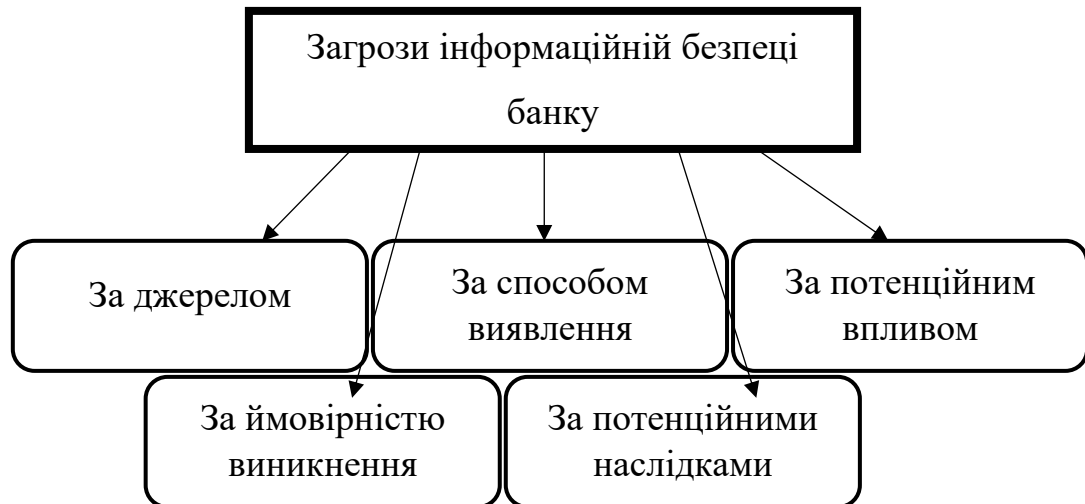 Загрози інформаційній безпеці
банку
За джерелом
За способом
виявлення
За потенційним
впливом
За ймовірністю
виникнення
За потенційними
наслідками